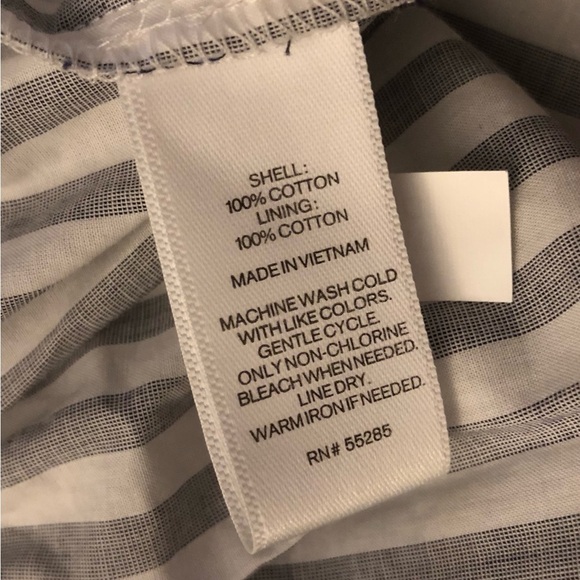 SHELL:
100% COTTON
LINING:
100% COTTON
MADE IN VIETNAM
MACHINE WASH COLD
WITH LIKE COLORS.
GENTLE CYCLE.
ONLY NON-CHLORINE
BLEACH WHEN NEEDED.
LINE DRY.
WARM IRON IF NEEDED.
RN# 55285